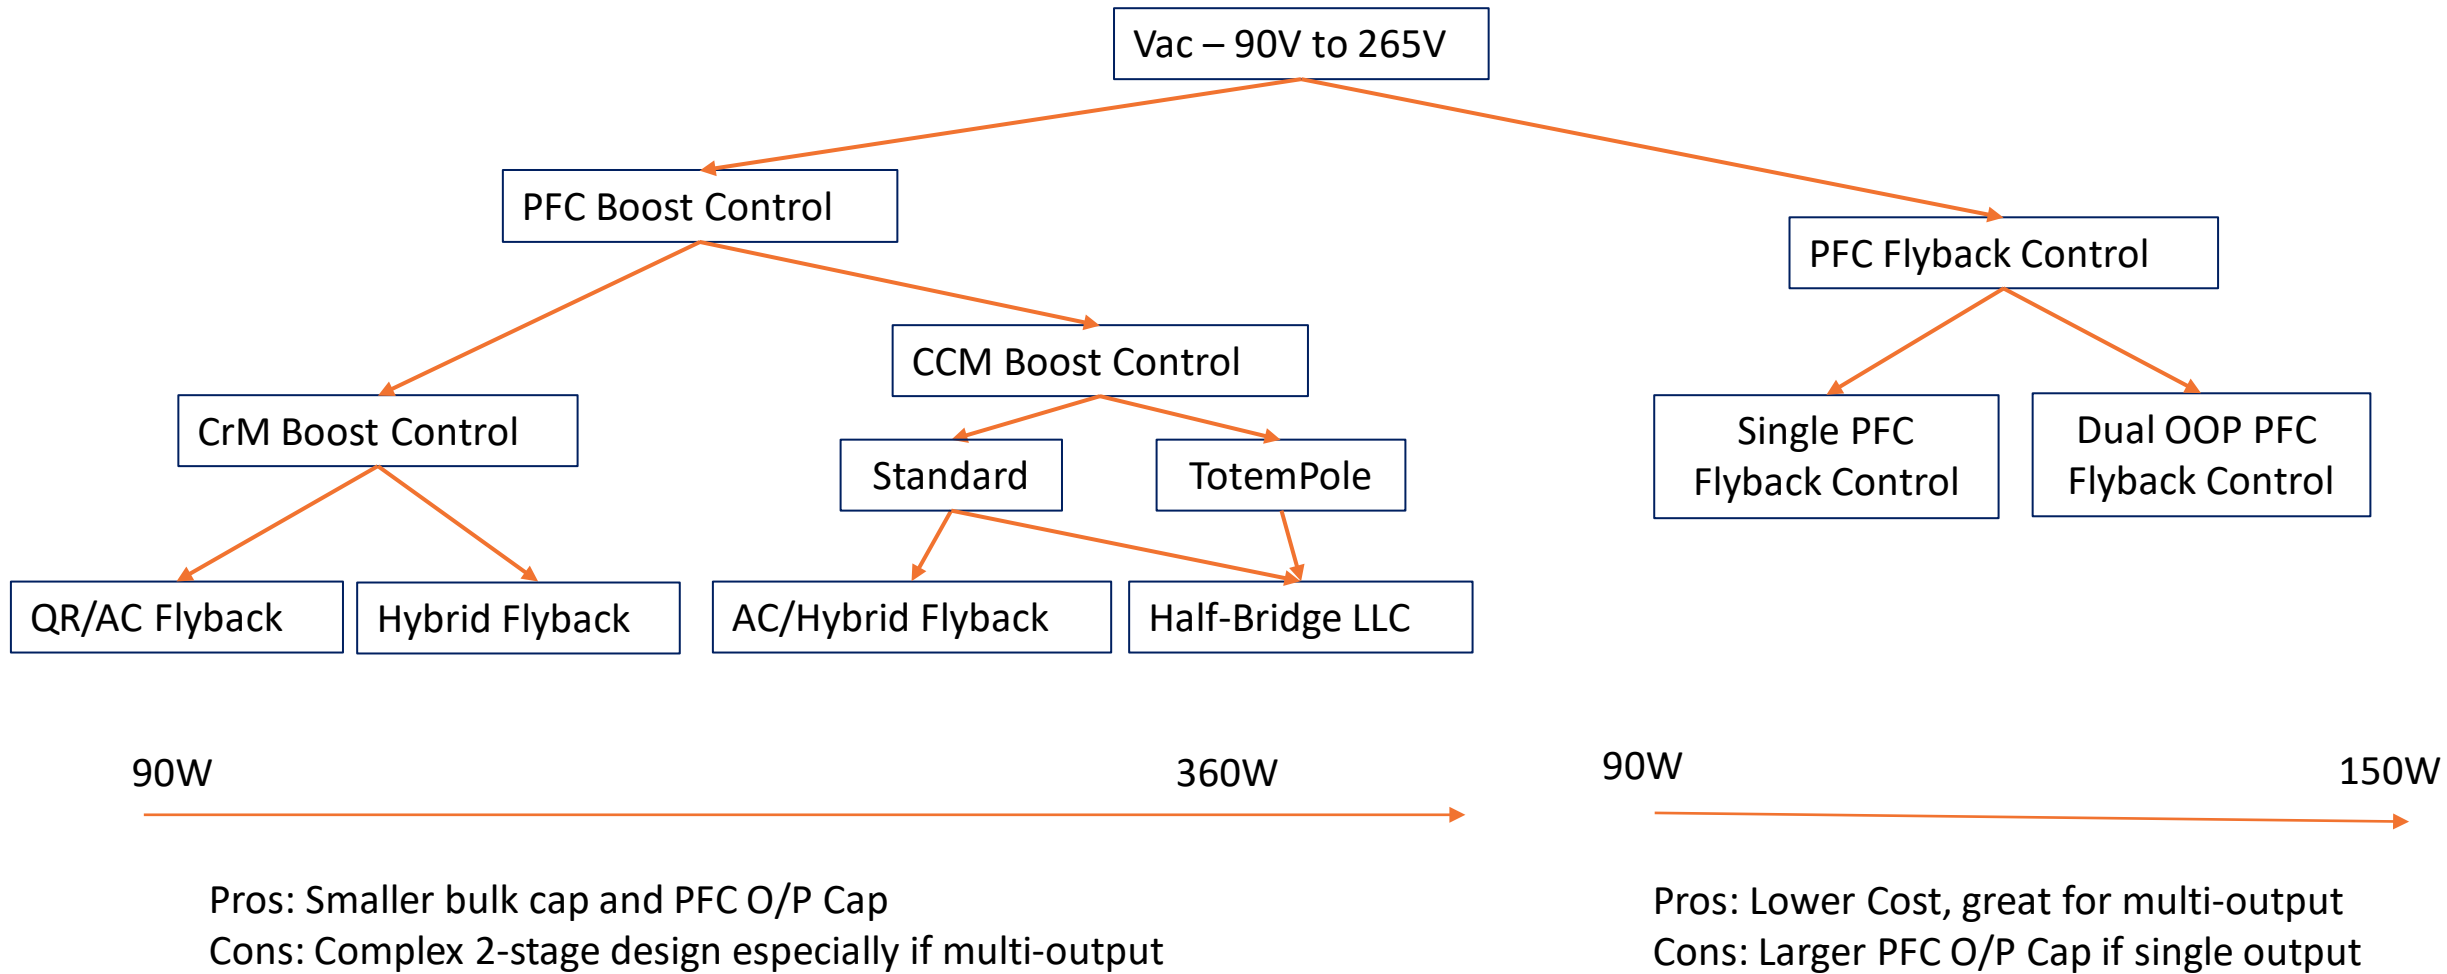 Vac – 90V to 265V
PFC Boost Control
PFC Flyback Control
CCM Boost Control
CrM Boost Control
Standard
TotemPole
Single PFC
Flyback Control
Dual OOP PFC
Flyback Control
QR/AC Flyback
Hybrid Flyback
AC/Hybrid Flyback
Half-Bridge LLC
90W
360W
90W
150W
Pros: Smaller bulk cap and PFC O/P Cap
Cons: Complex 2-stage design especially if multi-output
Pros: Lower Cost, great for multi-output
Cons: Larger PFC O/P Cap if single output